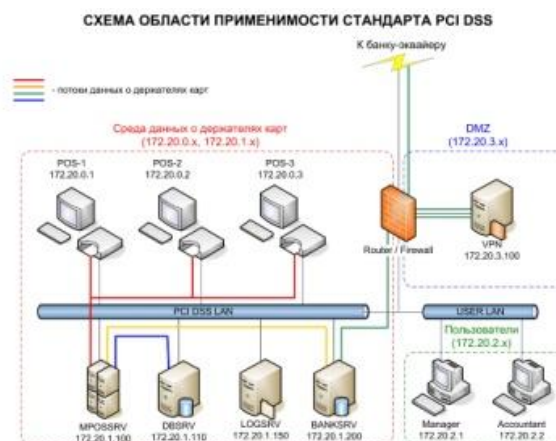 СХЕМА ОБЛАСТИ ПРИМЕНИМОСТИ СТАНДАРТА PCI DSS
К банку-эквайеру
- потоки данных о держателях карт
Среда данных о держателях карт
(172.20.0.x, 172.20.1.x)
DMZ
(172.20.3.x)
POS-1
172.20.0.1
POS-2
172.20.0.2
POS-3
172.20.0.3
Router / Firewall
VPN
172.20.3.100
PCI DSS LAN
USER LAN
Пользователи
(172.20.2.x)
MPOSSRV
172.20.1.100
DBSRV
172.20.1.110
LOGSRV
172.20.1.150
BANKSRV
172.20.1.200
Manager
172.20.2.1
Accountant
172.20.2.2